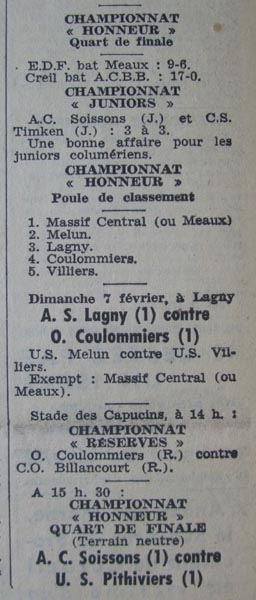 CHAMPIONNAT
« HONNEUR »
Quart de finale
E.D.F. bat Meaux : 9-6.
Creil bat A.C.B.B. : 17-0.
CHAMPIONNAT
« JUNIORS »
A.C. Soissons (J.) et C.S.
Timken (J.) : 3 à 3.
Une bonne affaire pour les
juniors columériens.
CHAMPIONNAT
« HONNEUR »
Poule de classement
1. Massif Central (ou Meaux)
2. Melun.
3. Lagny.
4. Coulommiers.
5. Villiers.
Dimanche 7 février, à Lagny
A. S. Lagny (1) contre
O. Coulommiers (1)
U.S. Melun contre U.S. Vil-
liers.
Exempt : Massif Central (ou
Meaux).
Stade des Capucins, à 14 h. :
CHAMPIONNAT
« RESERVES »
O. Coulommiers (R.) contre
C.O. Billancourt (R.).
A 15 h. 30 :
CHAMPIONNAT
« HONNEUR »
QUART DE FINALE
(Terrain neutre)
A. C. Soissons (1) contre
U. S. Pithiviers (1)